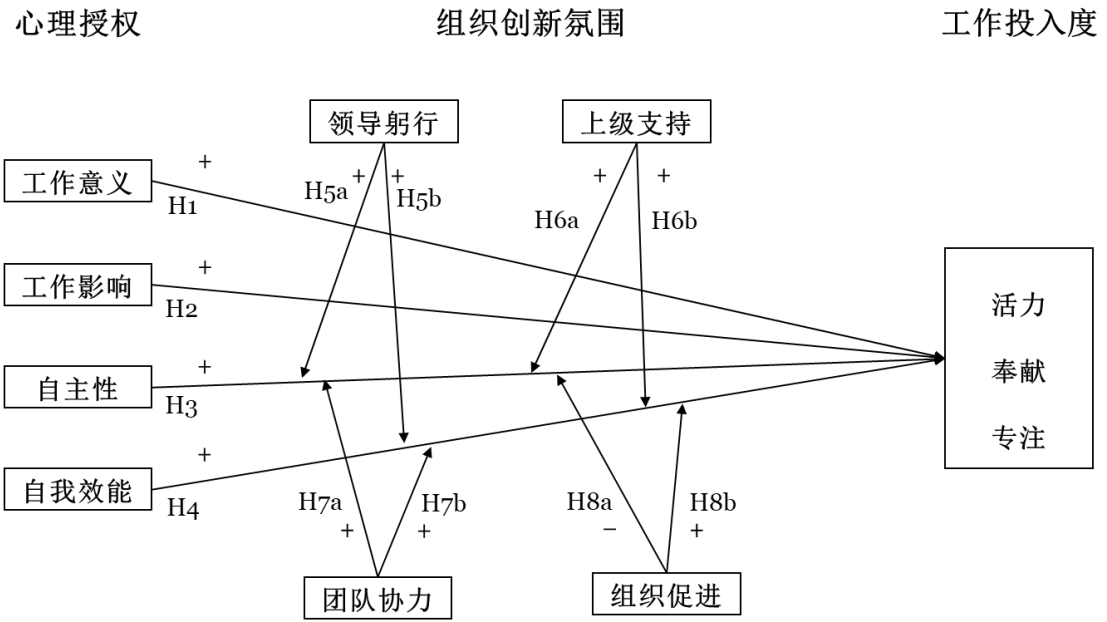 心理授权
组织创新氛围
工作投入度
领导躬行
上级支持
+
工作意义
H1
+
+
H5a
H5b
+
+
H6a
H6b
+
工作影响
H2
活力
奉献
专注
+
自主性
H3
+
自我效能
H4
H7a
+
H7b
+
H8a
−
H8b
+
团队协力
组织促进